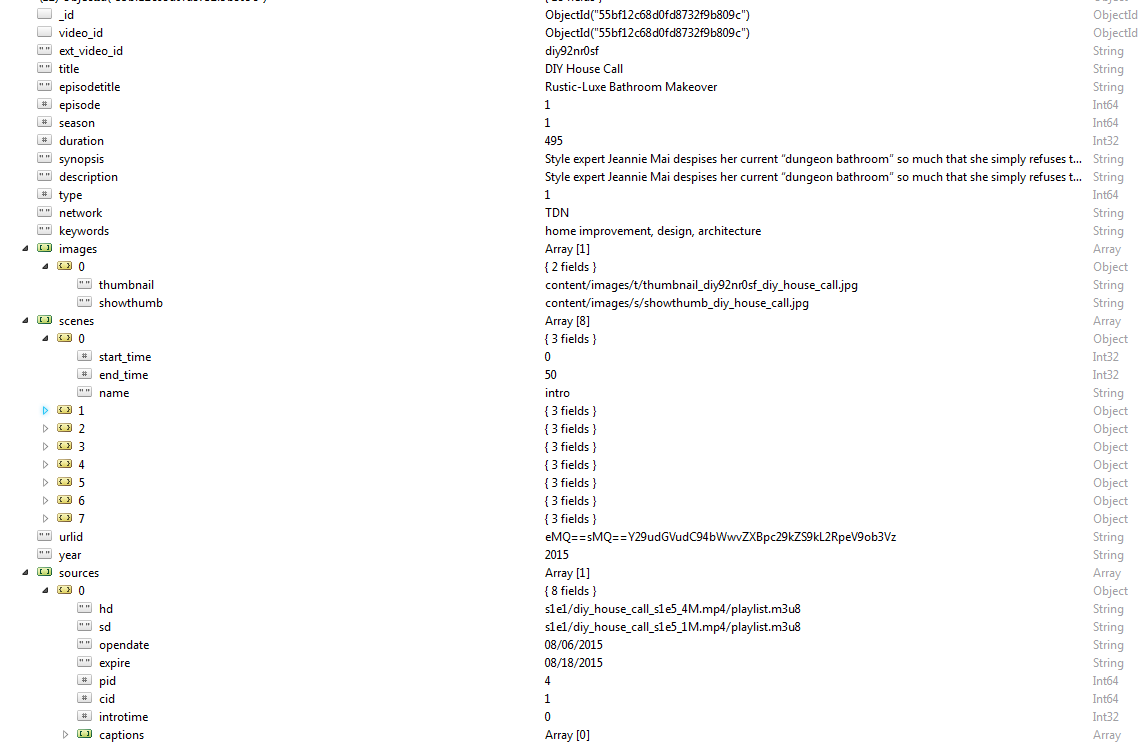 _id ObjectId("55bf12c68d0fd8732f9b809c") ObjectId
video_id ObjectId("55bf12c68d0fd8732f9b809c") ObjectId
ext_video_id diy92nr0sf String
title DIY House Call String
episodetitle Rustic-Luxe Bathroom Makeover String
episode 1 Int64
season 1 Int64
duration 495 Int32
synopsis Style expert Jeannie Mai despises her current “dungeon bathroom” so much that she simply refuses t... String
description Style expert Jeannie Mai despises her current “dungeon bathroom” so much that she simply refuses t... String
type 1 Int64
network TDN String
keywords home improvement, design, architecture String
images Array [1] Array
0 { 2 fields } Object
thumbnail content/images/t/thumbnail_diy92nr0sf_diy_house_call.jpg String
showthumb content/images/s/showthumb_diy_house_call.jpg String
scenes Array [8] Array
0 { 3 fields } Object
start_time 0 Int32
end_time 50 Int32
name intro String
1 { 3 fields } Object
2 { 3 fields } Object
3 { 3 fields } Object
4 { 3 fields } Object
5 { 3 fields } Object
6 { 3 fields } Object
7 { 3 fields } Object
urlid eMQ==sMQ==Y29udGVudC94bWwvZXBpc29kZS9kL2RpeV9ob3Vz String
year 2015 String
sources Array [1] Array
0 { 8 fields } Object
hd s1e1/diy_house_call_s1e5_4M.mp4/playlist.m3u8 String
sd s1e1/diy_house_call_s1e5_1M.mp4/playlist.m3u8 String
opendate 08/06/2015 String
expire 08/18/2015 String
pid 4 Int64
cid 1 Int64
introtime 0 Int32
captions Array [0] Array